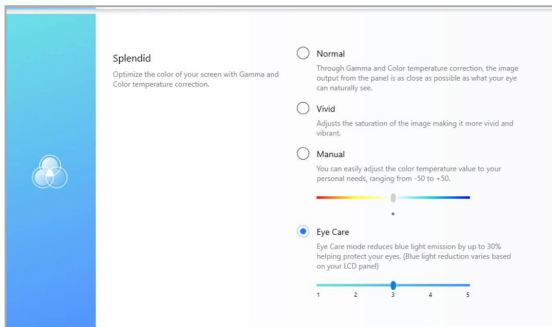 Splendid
Optimize the color of your screen with Gamma and
Color temperature correction.
Normal
Through Gamma and Color temperature correction, the image
output from the panel is as close as possible as what your eye
can naturally see.
Vivid
Adjusts the saturation of the image making it more vivid and
vibrant.
Manual
You can easily adjust the color temperature value to your
personal needs, ranging from -50 to +50.
Eye Care
Eye Care mode reduces blue light emission by up to 30%
helping protect your eyes. (Blue light reduction varies based
on your LCD panel)
1 2 3 4 5